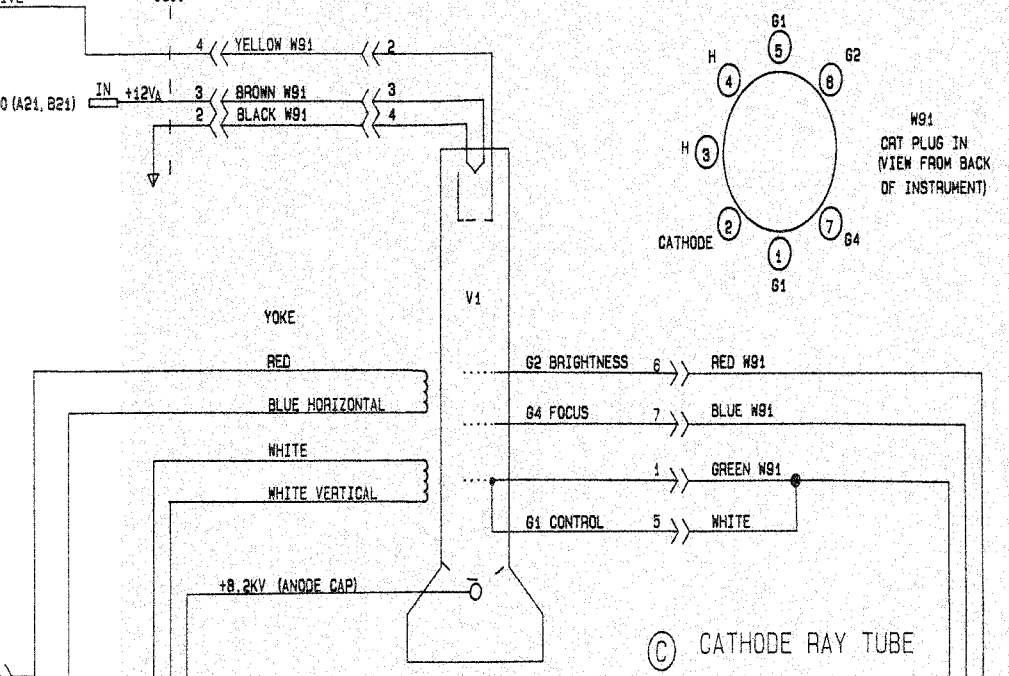 4 YELLOW W91 2
0 (A21, B21) IN +12VA 3 BROWN W91 3
2 BLACK W91 4
G1
5
H 4
8 G2
H 3
CATHODE 2
7 G4
1
G1
W91
CRT PLUG IN
(VIEW FROM BACK
OF INSTRUMENT)
V1
YOKE
RED
BLUE HORIZONTAL
WHITE
WHITE VERTICAL
+8.2KV (ANODE CAP)
G2 BRIGHTNESS 6 RED W91
G4 FOCUS 7 BLUE W91
1 GREEN W91
G1 CONTROL 5 WHITE
C CATHODE RAY TUBE